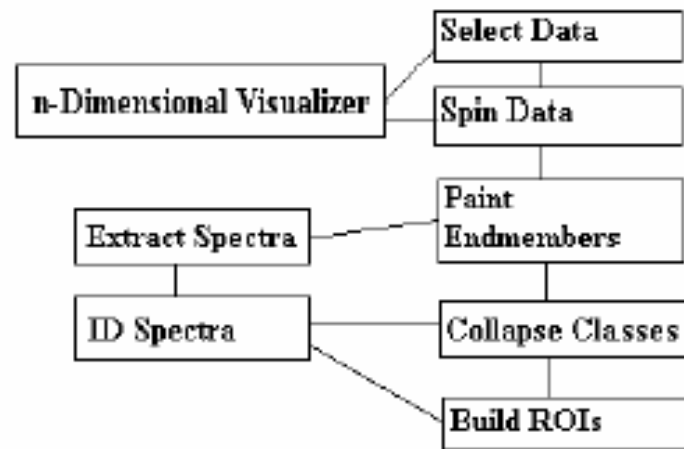 Select Data
n-Dimensional Visualizer
Spin Data
Paint
Endmembers
Extract Spectra
ID Spectra
Collapse Classes
Build ROIs